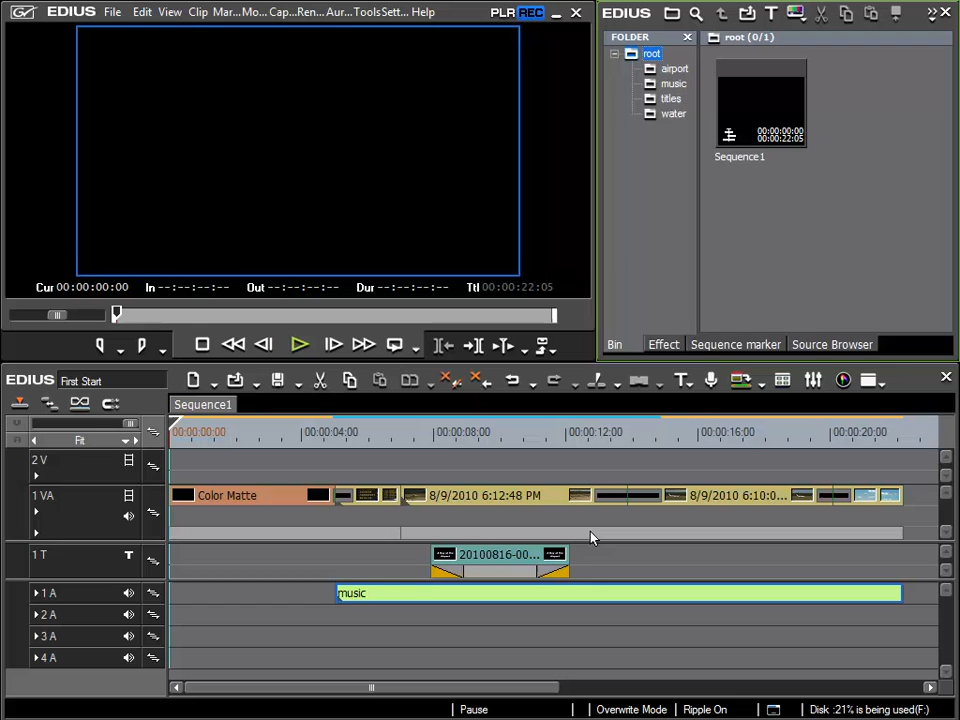 File Edit View Clip Mar...Mo... Cap...Ren... Aur...ToolsSett... Help PLR REC
EDIUS
FOLDER
root (0/1)
root
airport
music
titles
water
00:00:00:00
00:00:22:05
Sequence1
Cur 00:00:00:00 In --:--:--:-- Out --:--:--:-- Dur --:--:--:-- Ttl 00:00:22:05
Bin Effect Sequence marker Source Browser
EDIUS First Start
Sequence1
Fit
00:00:00:00 00:00:04:00 00:00:08:00 00:00:12:00 00:00:16:00 00:00:20:00
2 V
1 VA Color Matte 8/9/2010 6:12:48 PM 8/9/2010 6:10:0...
1 T T 20100816-00...
1 A music
2 A
3 A
4 A
Pause Overwrite Mode Ripple On Disk :21% is being used(F:)